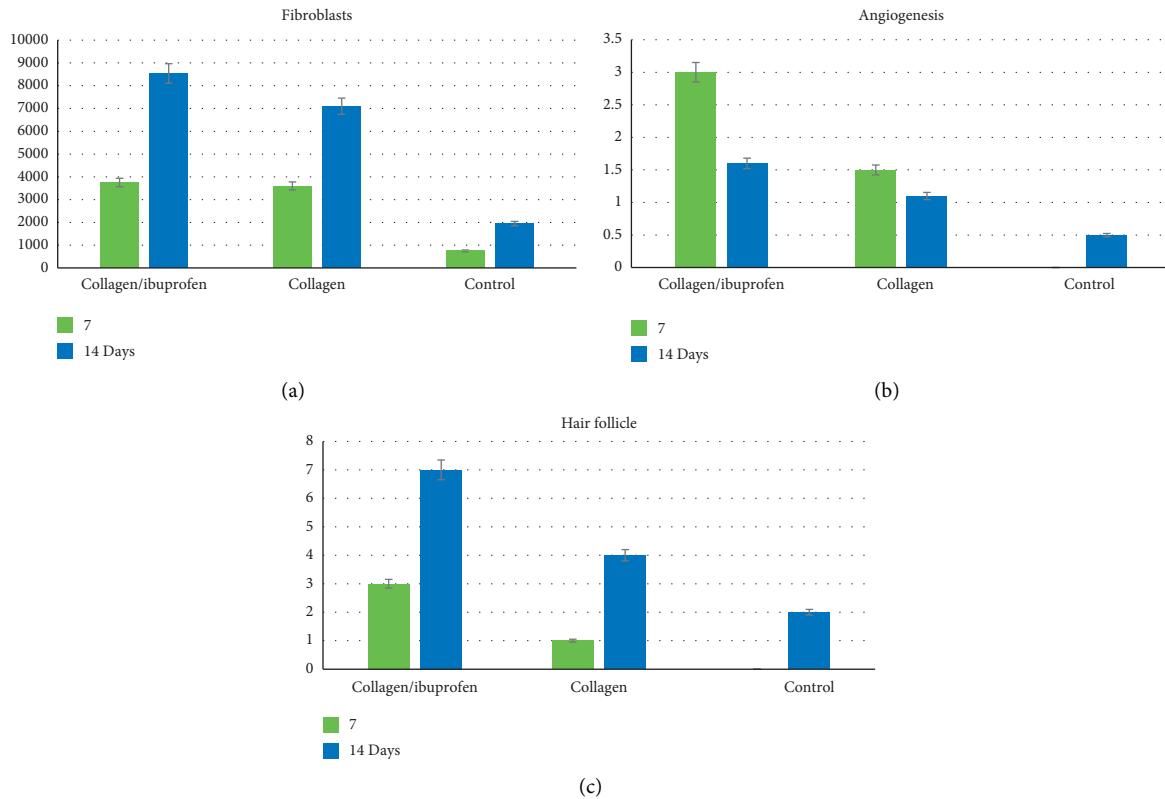 Fibroblasts
10000
9000
8000
7000
6000
5000
4000
3000
2000
1000
0
Collagen/ibuprofen Collagen Control
7
14 Days
(a)
Angiogenesis
3.5
3
2.5
2
1.5
1
0.5
0
Collagen/ibuprofen Collagen Control
7
14 Days
(b)
Hair follicle
8
7
6
5
4
3
2
1
0
Collagen/ibuprofen Collagen Control
7
14 Days
(c)